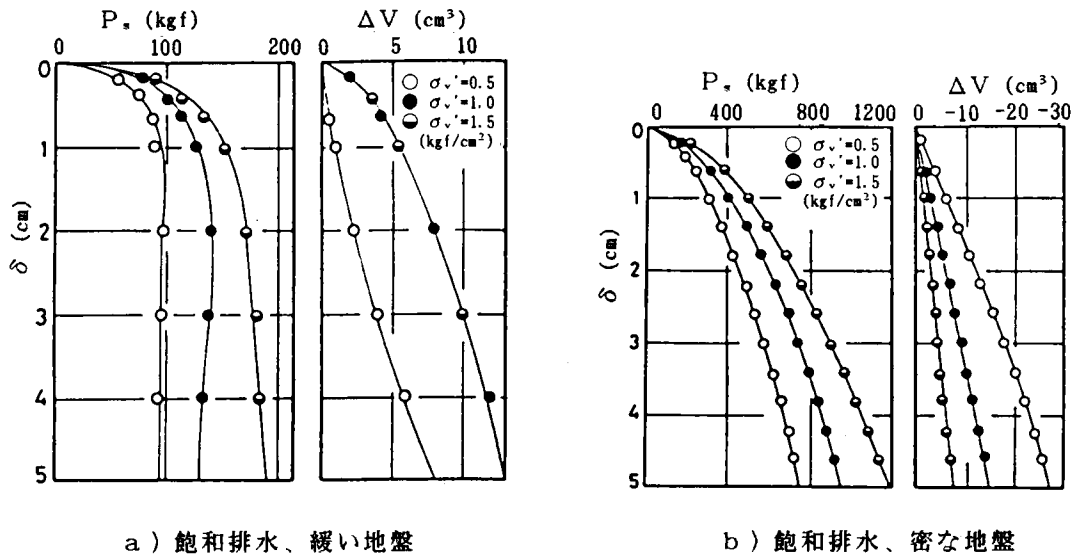 Ps (kgf)
0 100 200
ΔV (cm³)
0 5 10
δ (cm)
0
1
2
3
4
5
○ σv'=0.5
● σv'=1.0
◒ σv'=1.5
(kgf/cm²)
a) 飽和排水、緩い地盤
Ps (kgf)
0 400 800 1200
ΔV (cm³)
0 -10 -20 -30
δ (cm)
0
1
2
3
4
5
○ σv'=0.5
● σv'=1.0
◒ σv'=1.5
(kgf/cm²)
b) 飽和排水、密な地盤